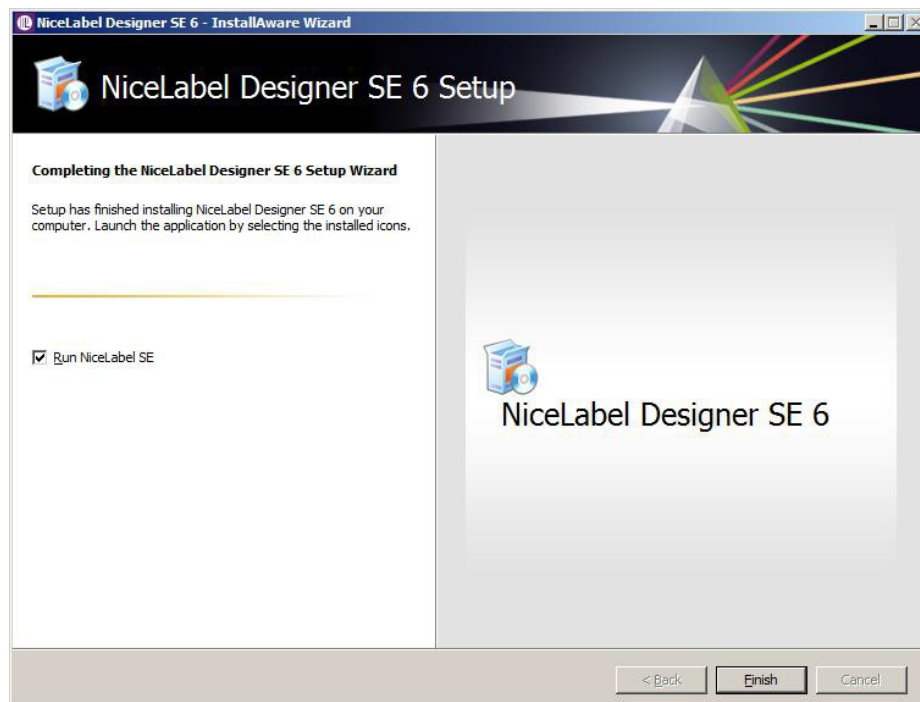 NiceLabel Designer SE 6 - InstallAware Wizard
NiceLabel Designer SE 6 Setup
Completing the NiceLabel Designer SE 6 Setup Wizard
Setup has finished installing NiceLabel Designer SE 6 on your
computer. Launch the application by selecting the installed icons.
Run NiceLabel SE
NiceLabel Designer SE 6
< Back
Finish
Cancel